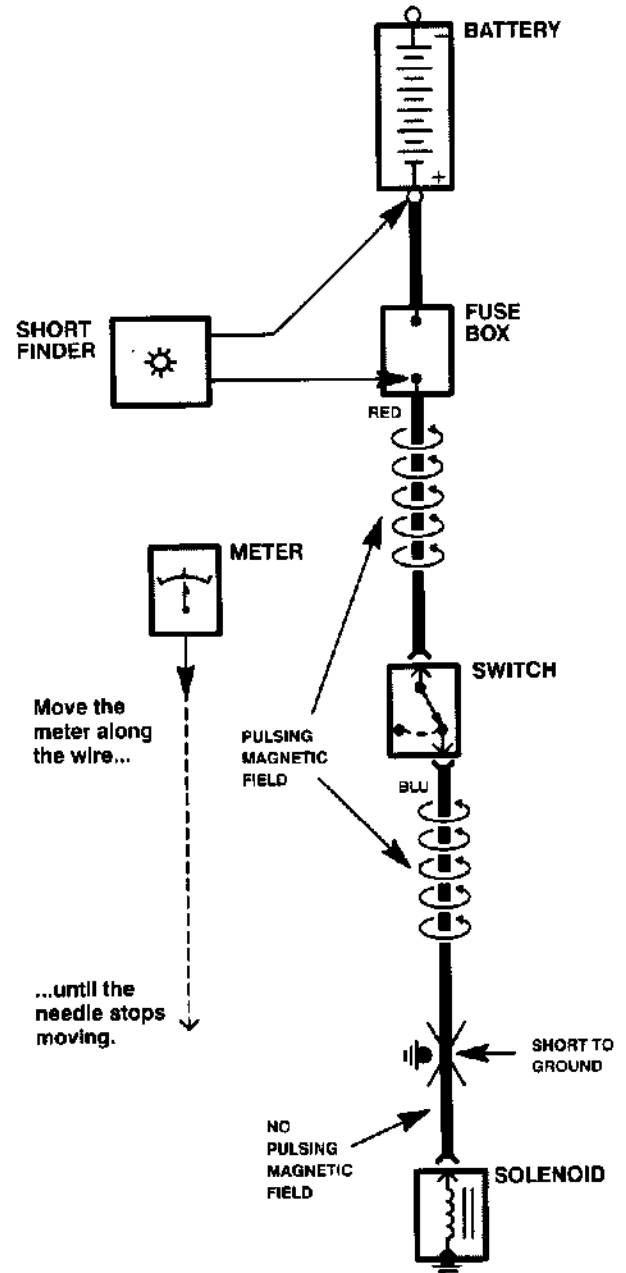 BATTERY
−
+
SHORT
FINDER
FUSE
BOX
RED
METER
SWITCH
Move the
meter along
the wire...
PULSING
MAGNETIC
FIELD
BLU
...until the
needle stops
moving.
SHORT TO
GROUND
NO
PULSING
MAGNETIC
FIELD
SOLENOID